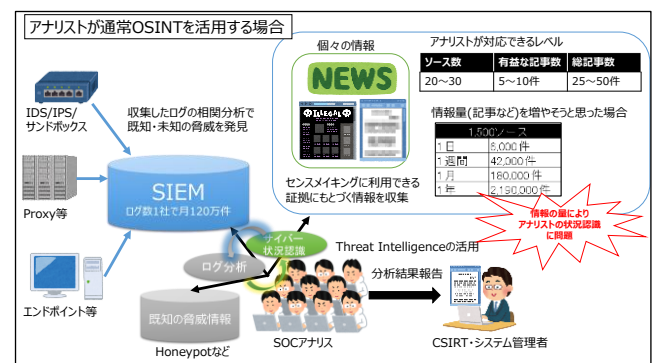 アナリストが通常OSINTを活用する場合
IDS/IPS/
サンドボックス
収集したログの相関分析で
既知・未知の脅威を発見
Proxy等
エンドポイント等
SIEM
ログ数1社で月120万件
ログ分析
サイバー
状況認識
既知の脅威情報
Honeypotなど
個々の情報
NEWS
ILLEGAL
センスメイキングに利用できる
証拠にもとづく情報を収集
アナリストが対応できるレベル
ソース数 有益な記事数 総記事数
20～30 5～10件 25～50件
情報量(記事など)を増やそうと思った場合
1,500ソース
1日 6,000件
1週間 42,000件
1月 180,000件
1年 2,190,000件
情報の量により
アナリストの状況認識
に問題
Threat Intelligenceの活用
分析結果報告
SOCアナリス
CSIRT・システム管理者